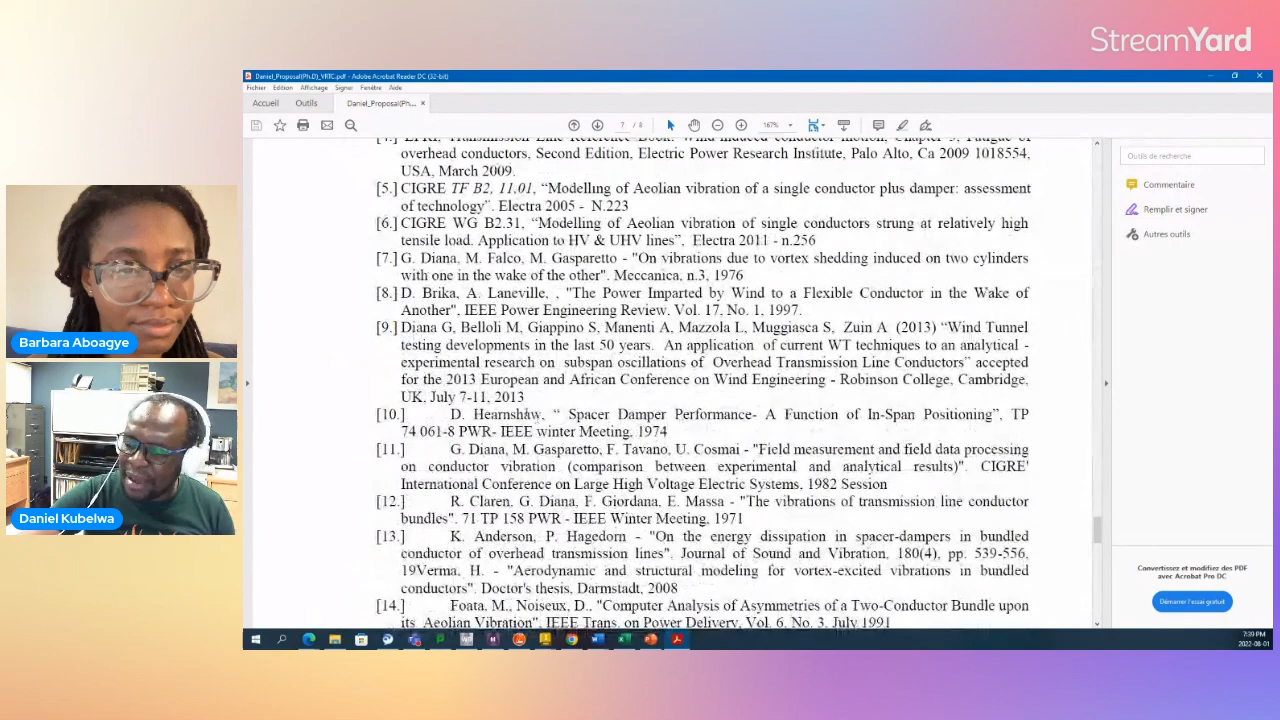 StreamYard
Daniel_Proposal(Ph.D)_VRTC.pdf - Adobe Acrobat Reader DC (32-bit)
Fichier Edition Affichage Signer Fenêtre Aide
Accueil Outils Daniel_Proposal(Ph... ×
7 / 8 167%
overhead conductors, Second Edition, Electric Power Research Institute, Palo Alto, Ca 2009 1018554,
USA, March 2009.
[5.] CIGRE TF B2, 11.01, “Modelling of Aeolian vibration of a single conductor plus damper: assessment
of technology”. Electra 2005 - N.223
[6.] CIGRE WG B2.31, “Modelling of Aeolian vibration of single conductors strung at relatively high
tensile load. Application to HV & UHV lines”, Electra 2011 - n.256
[7.] G. Diana, M. Falco, M. Gasparetto - "On vibrations due to vortex shedding induced on two cylinders
with one in the wake of the other". Meccanica, n.3, 1976
[8.] D. Brika, A. Laneville, , "The Power Imparted by Wind to a Flexible Conductor in the Wake of
Another", IEEE Power Engineering Review. Vol. 17, No. 1, 1997.
[9.] Diana G, Belloli M, Giappino S, Manenti A, Mazzola L, Muggiasca S, Zuin A (2013) “Wind Tunnel
testing developments in the last 50 years. An application of current WT techniques to an analytical -
experimental research on subspan oscillations of Overhead Transmission Line Conductors” accepted
for the 2013 European and African Conference on Wind Engineering - Robinson College, Cambridge,
UK, July 7-11, 2013
[10.] D. Hearnshaw, “ Spacer Damper Performance- A Function of In-Span Positioning”, TP
74 061-8 PWR- IEEE winter Meeting, 1974
[11.] G. Diana, M. Gasparetto, F. Tavano, U. Cosmai - "Field measurement and field data processing
on conductor vibration (comparison between experimental and analytical results)". CIGRE'
International Conference on Large High Voltage Electric Systems, 1982 Session
[12.] R. Claren, G. Diana, F. Giordana, E. Massa - "The vibrations of transmission line conductor
bundles". 71 TP 158 PWR - IEEE Winter Meeting, 1971
[13.] K. Anderson, P. Hagedorn - "On the energy dissipation in spacer-dampers in bundled
conductor of overhead transmission lines", Journal of Sound and Vibration, 180(4), pp. 539-556,
19Verma, H. - "Aerodynamic and structural modeling for vortex-excited vibrations in bundled
conductors". Doctor's thesis, Darmstadt, 2008
[14.] Foata, M., Noiseux, D.. "Computer Analysis of Asymmetries of a Two-Conductor Bundle upon
its Aeolian Vibration". IEEE Trans. on Power Delivery, Vol. 6, No. 3, July 1991
Outils de recherche
Commentaire
Remplir et signer
Autres outils
Convertissez et modifiez des PDF
avec Acrobat Pro DC
Démarrer l'essai gratuit
Barbara Aboagye
Daniel Kubelwa
7:39 PM
2022-08-01